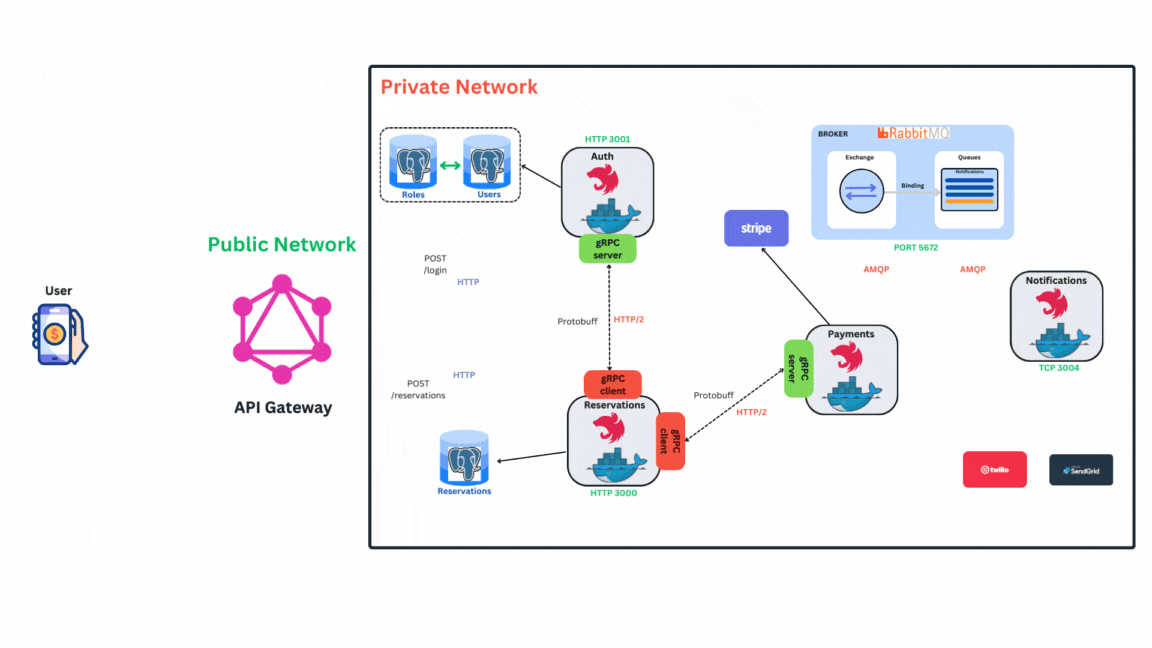 Private Network
HTTP 3001
Auth
gRPC
server
Roles
Users
BROKER
RabbitMQ
Exchange
Queues
Binding
Notifications
PORT 5672
AMQP
AMQP
stripe
Public Network
POST
/login
HTTP
User
API Gateway
Protobuff
HTTP/2
Notifications
TCP 3004
Payments
gRPC
server
HTTP
POST
/reservations
gRPC
client
Reservations
gRPC
client
HTTP 3000
Protobuff
HTTP/2
Reservations
twilio
SendGrid